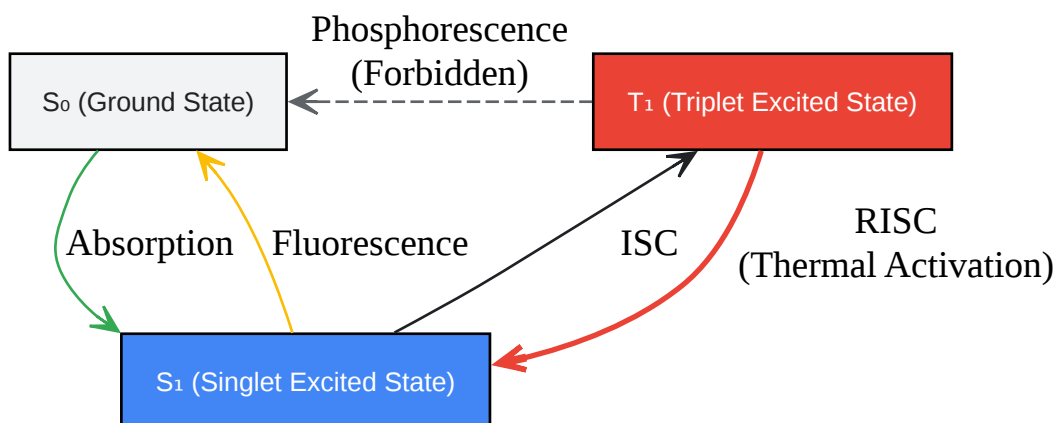 Phosphorescence
(Forbidden)
S₀ (Ground State)
T₁ (Triplet Excited State)
Absorption
Fluorescence
ISC
RISC
(Thermal Activation)
S₁ (Singlet Excited State)